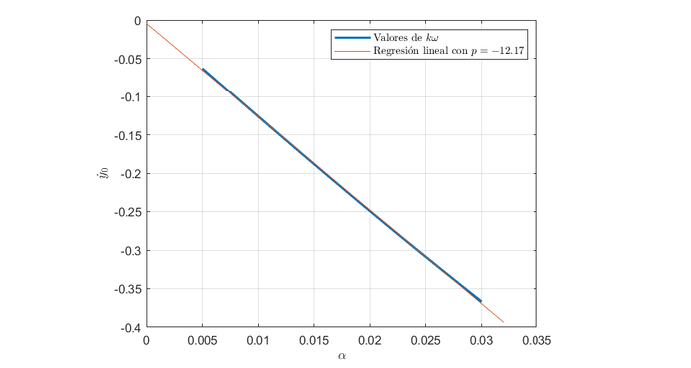 0
-0.05
-0.1
-0.15
-0.2
-0.25
-0.3
-0.35
-0.4
ẏ₀
Valores de kω
Regresión lineal con p = −12.17
0 0.005 0.01 0.015 0.02 0.025 0.03 0.035
α